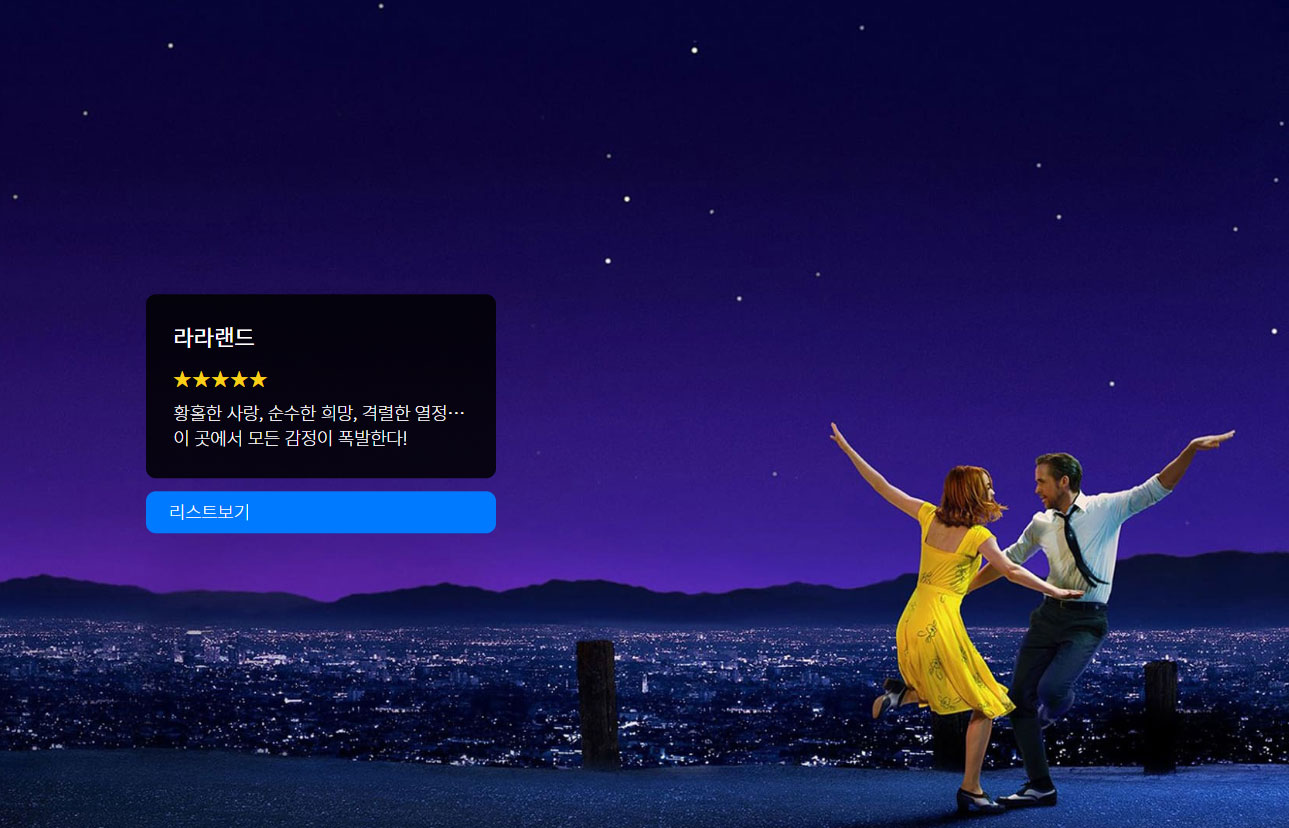 라라랜드
★★★★★
황홀한 사랑, 순수한 희망, 격렬한 열정…
이 곳에서 모든 감정이 폭발한다!
리스트보기